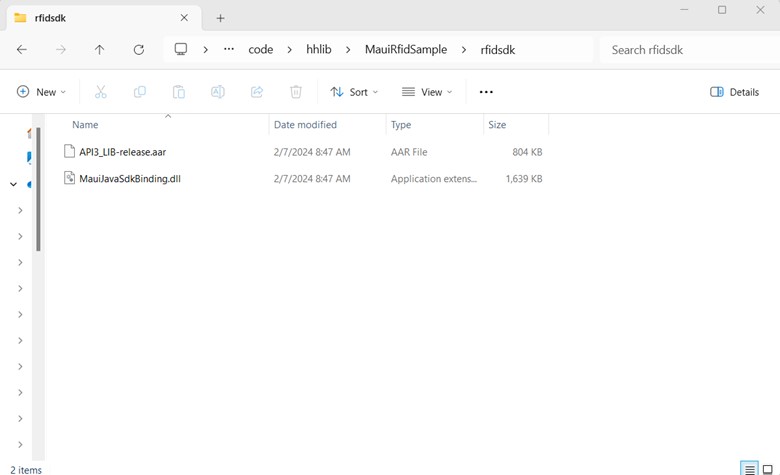 rfidsdk
code > hhlib > MauiRfidSample > rfidsdk
Search rfidsdk
New
Sort
View
Details
Name Date modified Type Size
API3_LIB-release.aar 2/7/2024 8:47 AM AAR File 804 KB
MauiJavaSdkBinding.dll 2/7/2024 8:47 AM Application extens... 1,639 KB
2 items